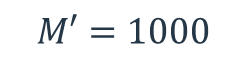 M′ = 1000